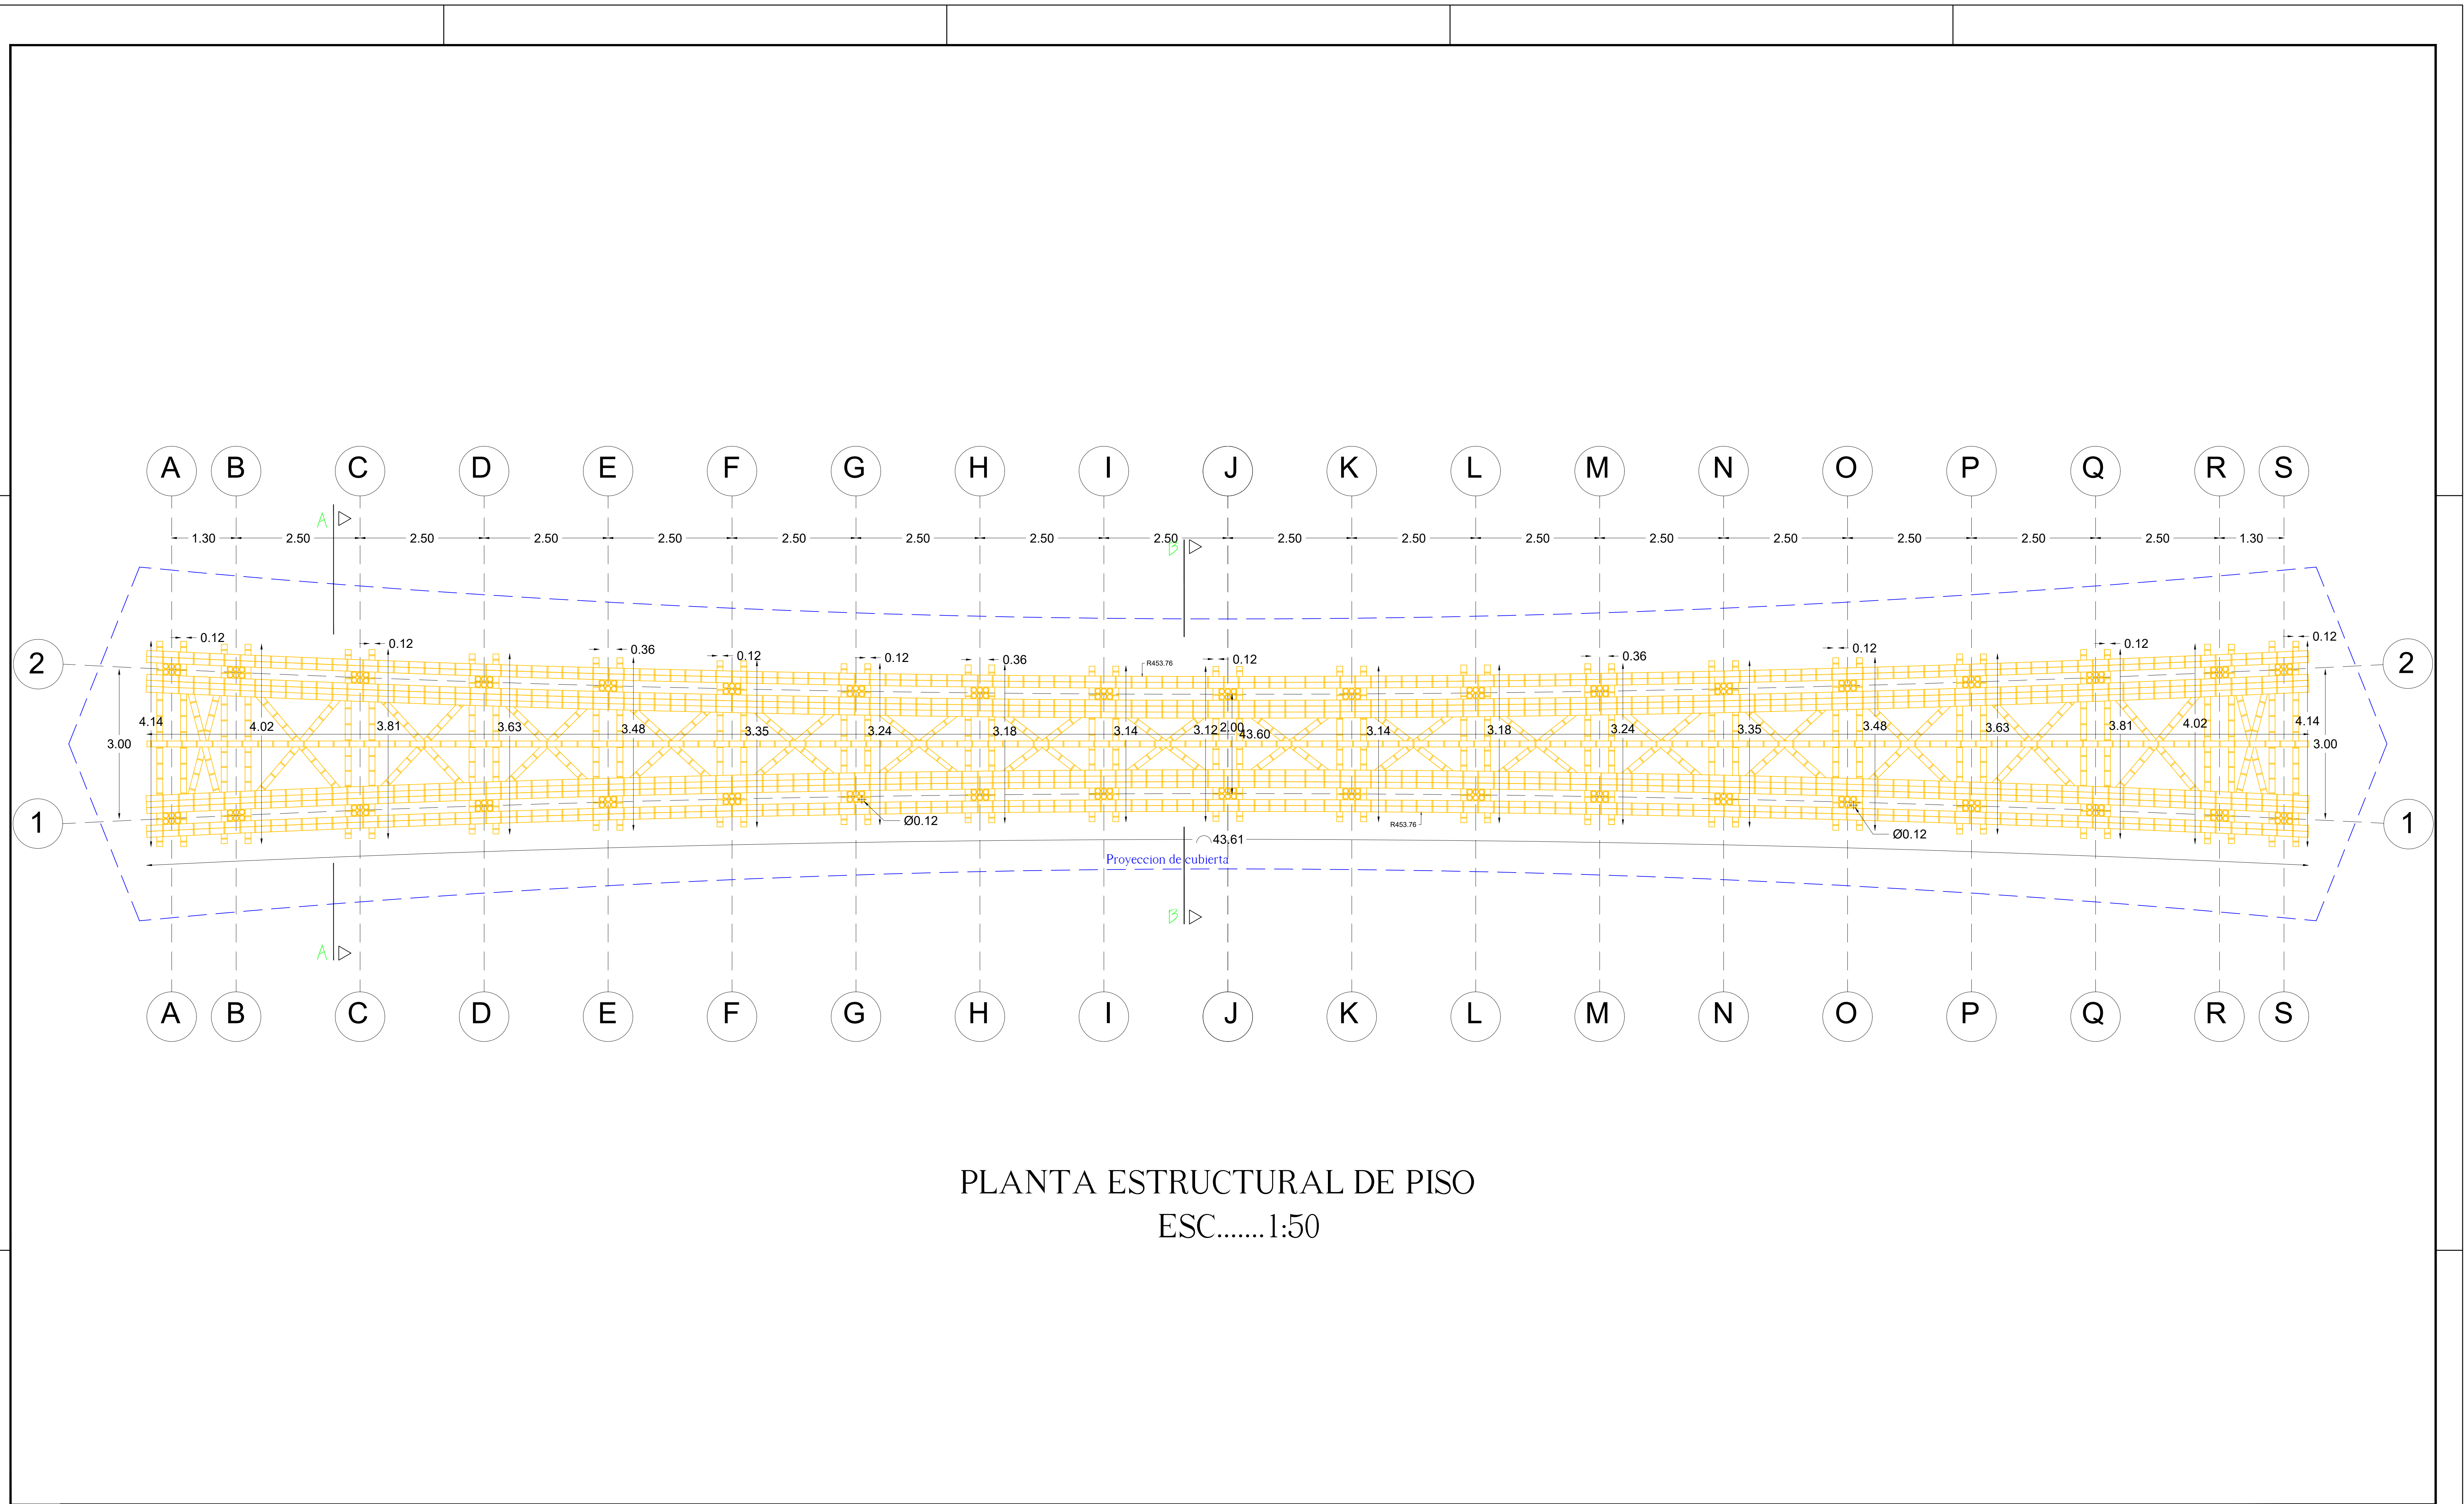 A B C D E F G H I J K L M N O P Q R S
A
1.30 2.50 2.50 2.50 2.50 2.50 2.50 2.50 2.50 2.50 2.50 2.50 2.50 2.50 2.50 2.50 2.50 1.30
B
0.12 0.12 0.36 0.12 0.12 0.36 0.12 0.36 0.12 0.12 0.12
R453.76
2 2
4.14 4.02 3.81 3.63 3.48 3.35 3.24 3.18 3.14 3.12 2.00 43.60 3.14 3.18 3.24 3.35 3.48 3.63 3.81 4.02 4.14
3.00 3.00
1 1
Ø0.12 R453.76 Ø0.12
43.61
Proyeccion de cubierta
B
A
A B C D E F G H I J K L M N O P Q R S
PLANTA ESTRUCTURAL DE PISO
ESC.......1:50